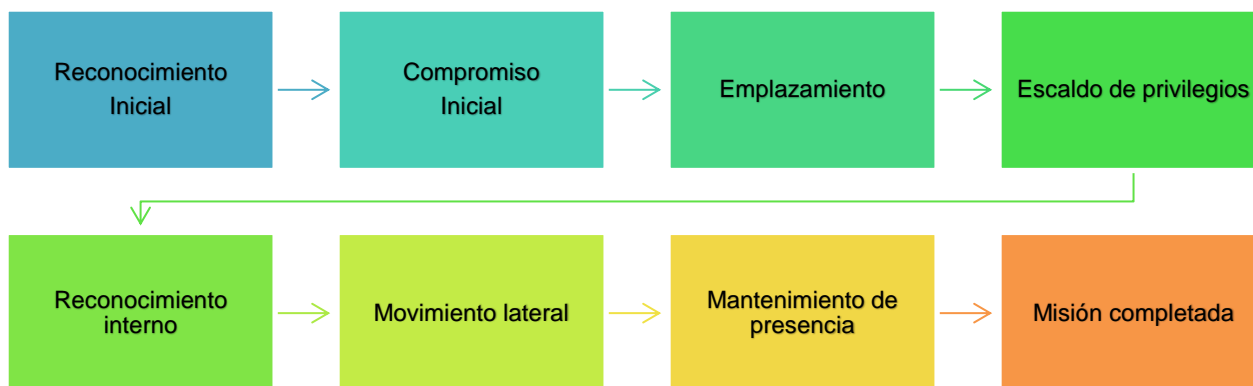 Reconocimiento
Inicial
Compromiso
Inicial
Emplazamiento
Escaldo de privilegios
Reconocimiento
interno
Movimiento lateral
Mantenimiento de
presencia
Misión completada